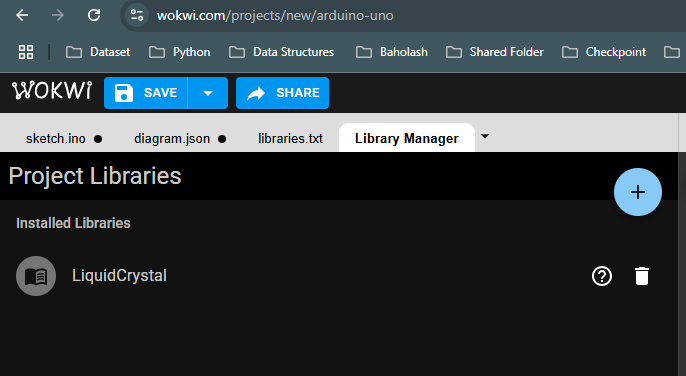 wokwi.com/projects/new/arduino-uno
Dataset Python Data Structures Baholash Shared Folder Checkpoint
WOKWI SAVE SHARE
sketch.ino diagram.json libraries.txt Library Manager
Project Libraries
+
Installed Libraries
LiquidCrystal ?